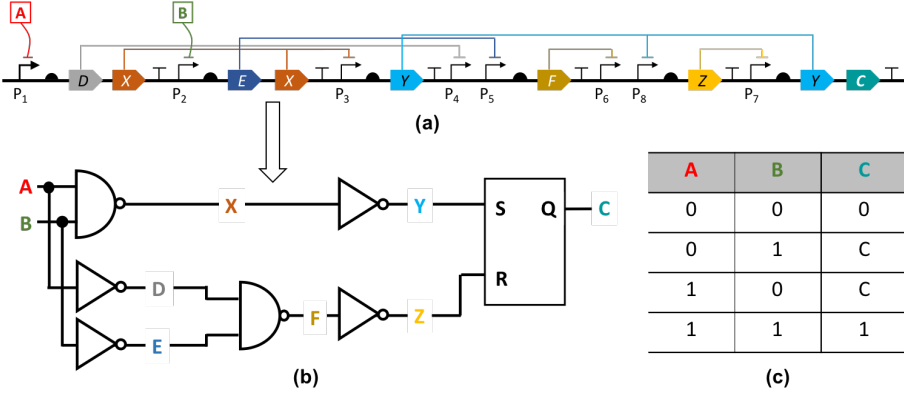 A B
D X E X Y F Z Y C
P1 P2 P3 P4 P5 P6 P8 P7
(a)
A
B
X
Y
S Q
C
R
D
E
F
Z
(b)
A B C
0 0 0
0 1 C
1 0 C
1 1 1
(c)